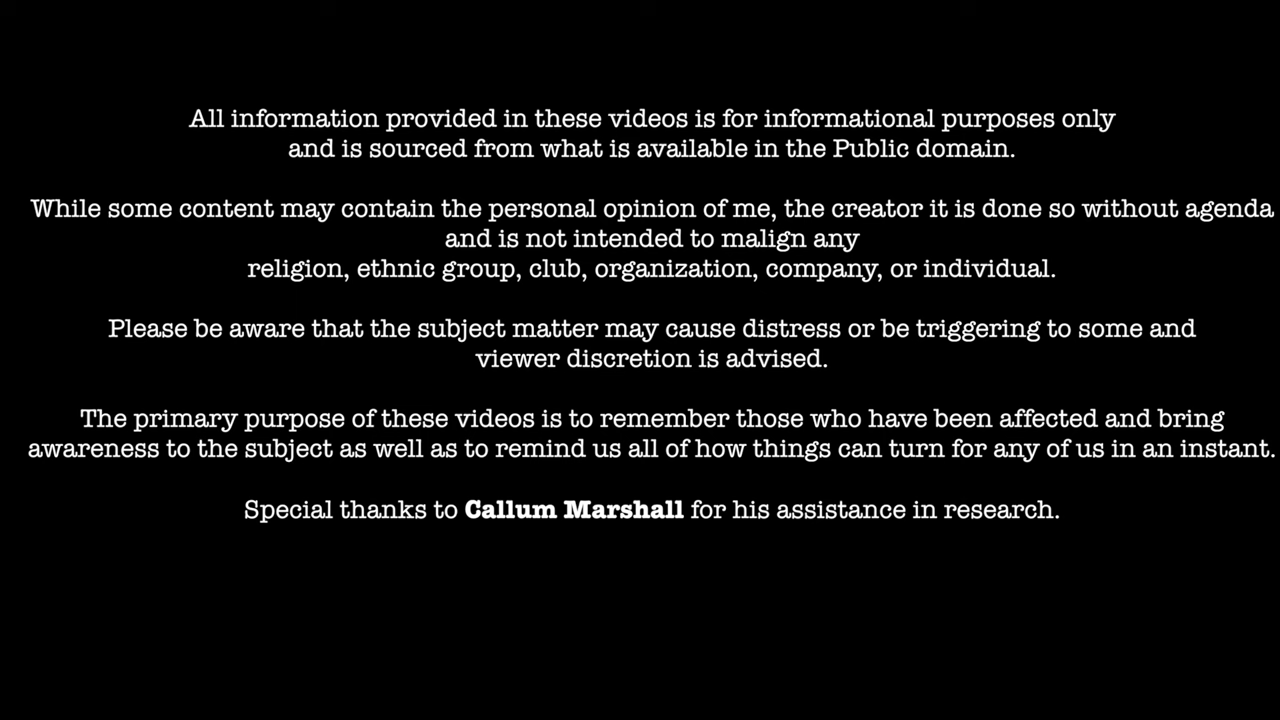 All information provided in these videos is for informational purposes only
and is sourced from what is available in the Public domain.
While some content may contain the personal opinion of me, the creator it is done so without agenda
and is not intended to malign any
religion, ethnic group, club, organization, company, or individual.
Please be aware that the subject matter may cause distress or be triggering to some and
viewer discretion is advised.
The primary purpose of these videos is to remember those who have been affected and bring
awareness to the subject as well as to remind us all of how things can turn for any of us in an instant.
Special thanks to Callum Marshall for his assistance in research.